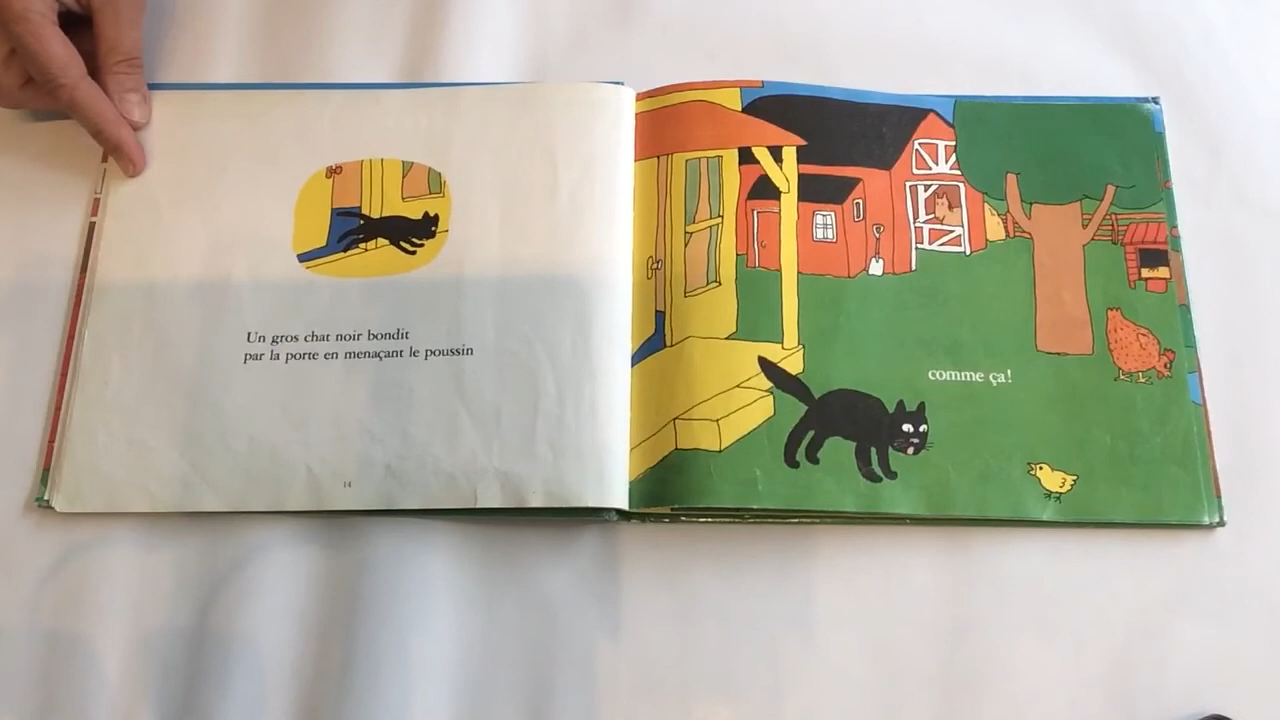 Un gros chat noir bondit
par la porte en menaçant le poussin
14
comme ça!